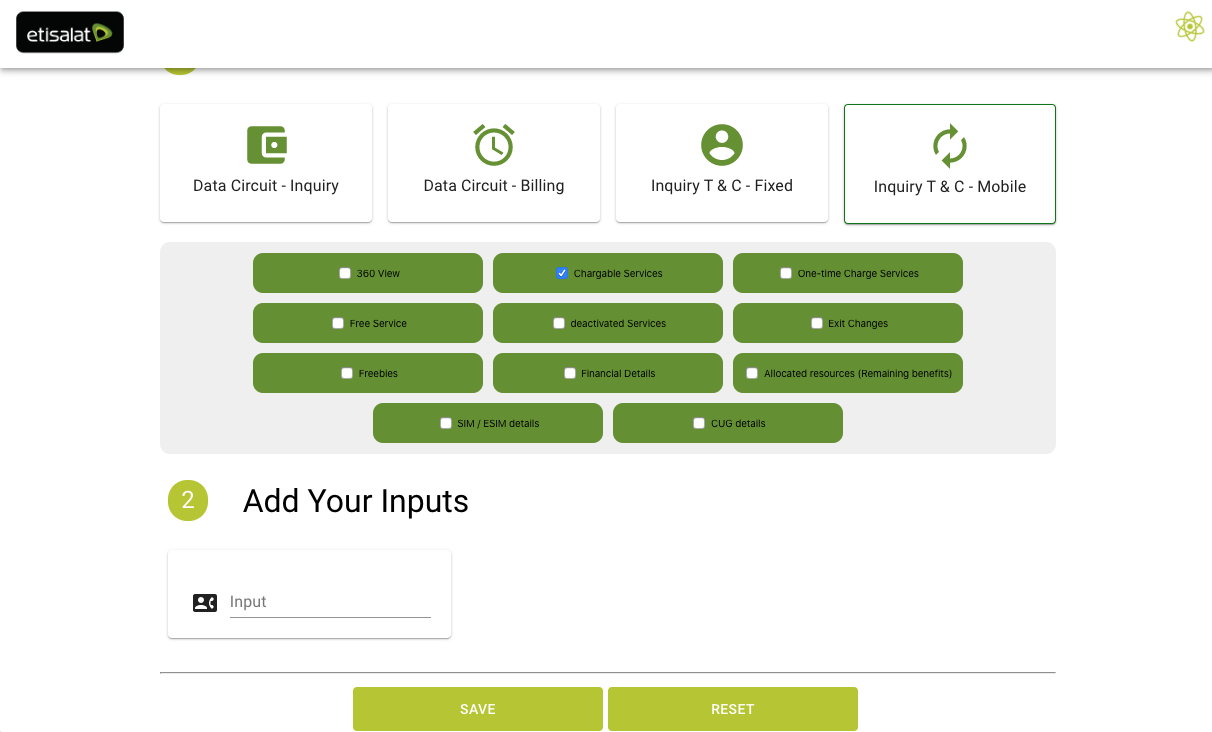 etisalat
Data Circuit - Inquiry
Data Circuit - Billing
Inquiry T & C - Fixed
Inquiry T & C - Mobile
360 View
Chargable Services
One-time Charge Services
Free Service
deactivated Services
Exit Changes
Freebies
Financial Details
Allocated resources (Remaining benefits)
SIM / ESIM details
CUG details
2
Add Your Inputs
Input
SAVE
RESET